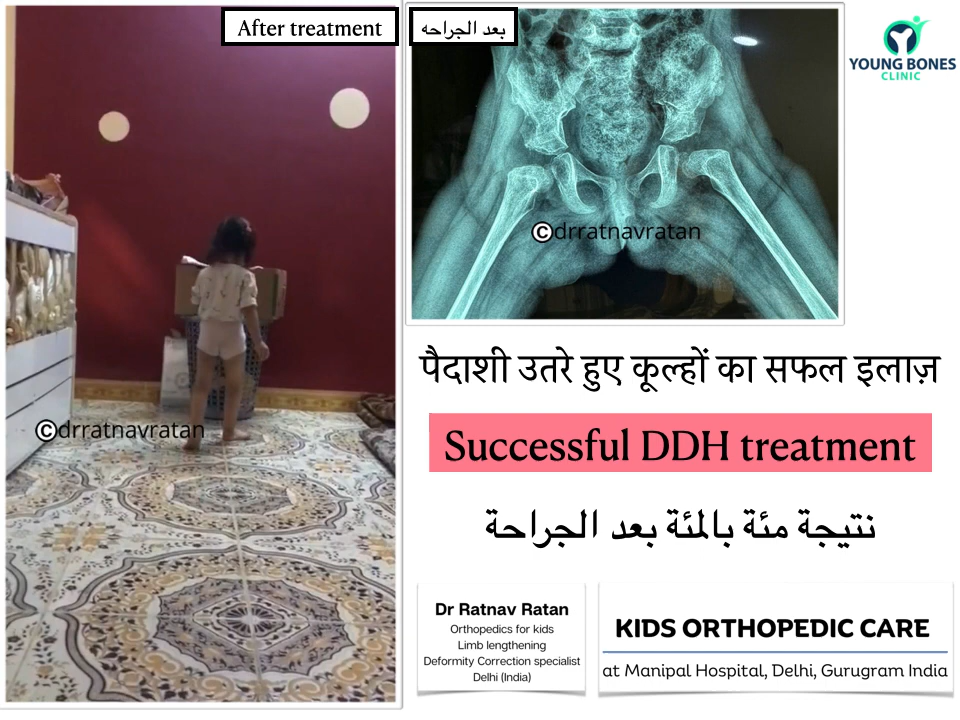 After treatment
بعد الجراحه
YOUNG BONES
CLINIC
©drratnavratan
©drratnavratan
पैदाशी उतरे हुए कूल्हों का सफल इलाज़
Successful DDH treatment
نتيجة مئة بالمئة بعد الجراحة
Dr Ratnav Ratan
Orthopedics for kids
Limb lengthening
Deformity Correction specialist
Delhi (India)
KIDS ORTHOPEDIC CARE
at Manipal Hospital, Delhi, Gurugram India